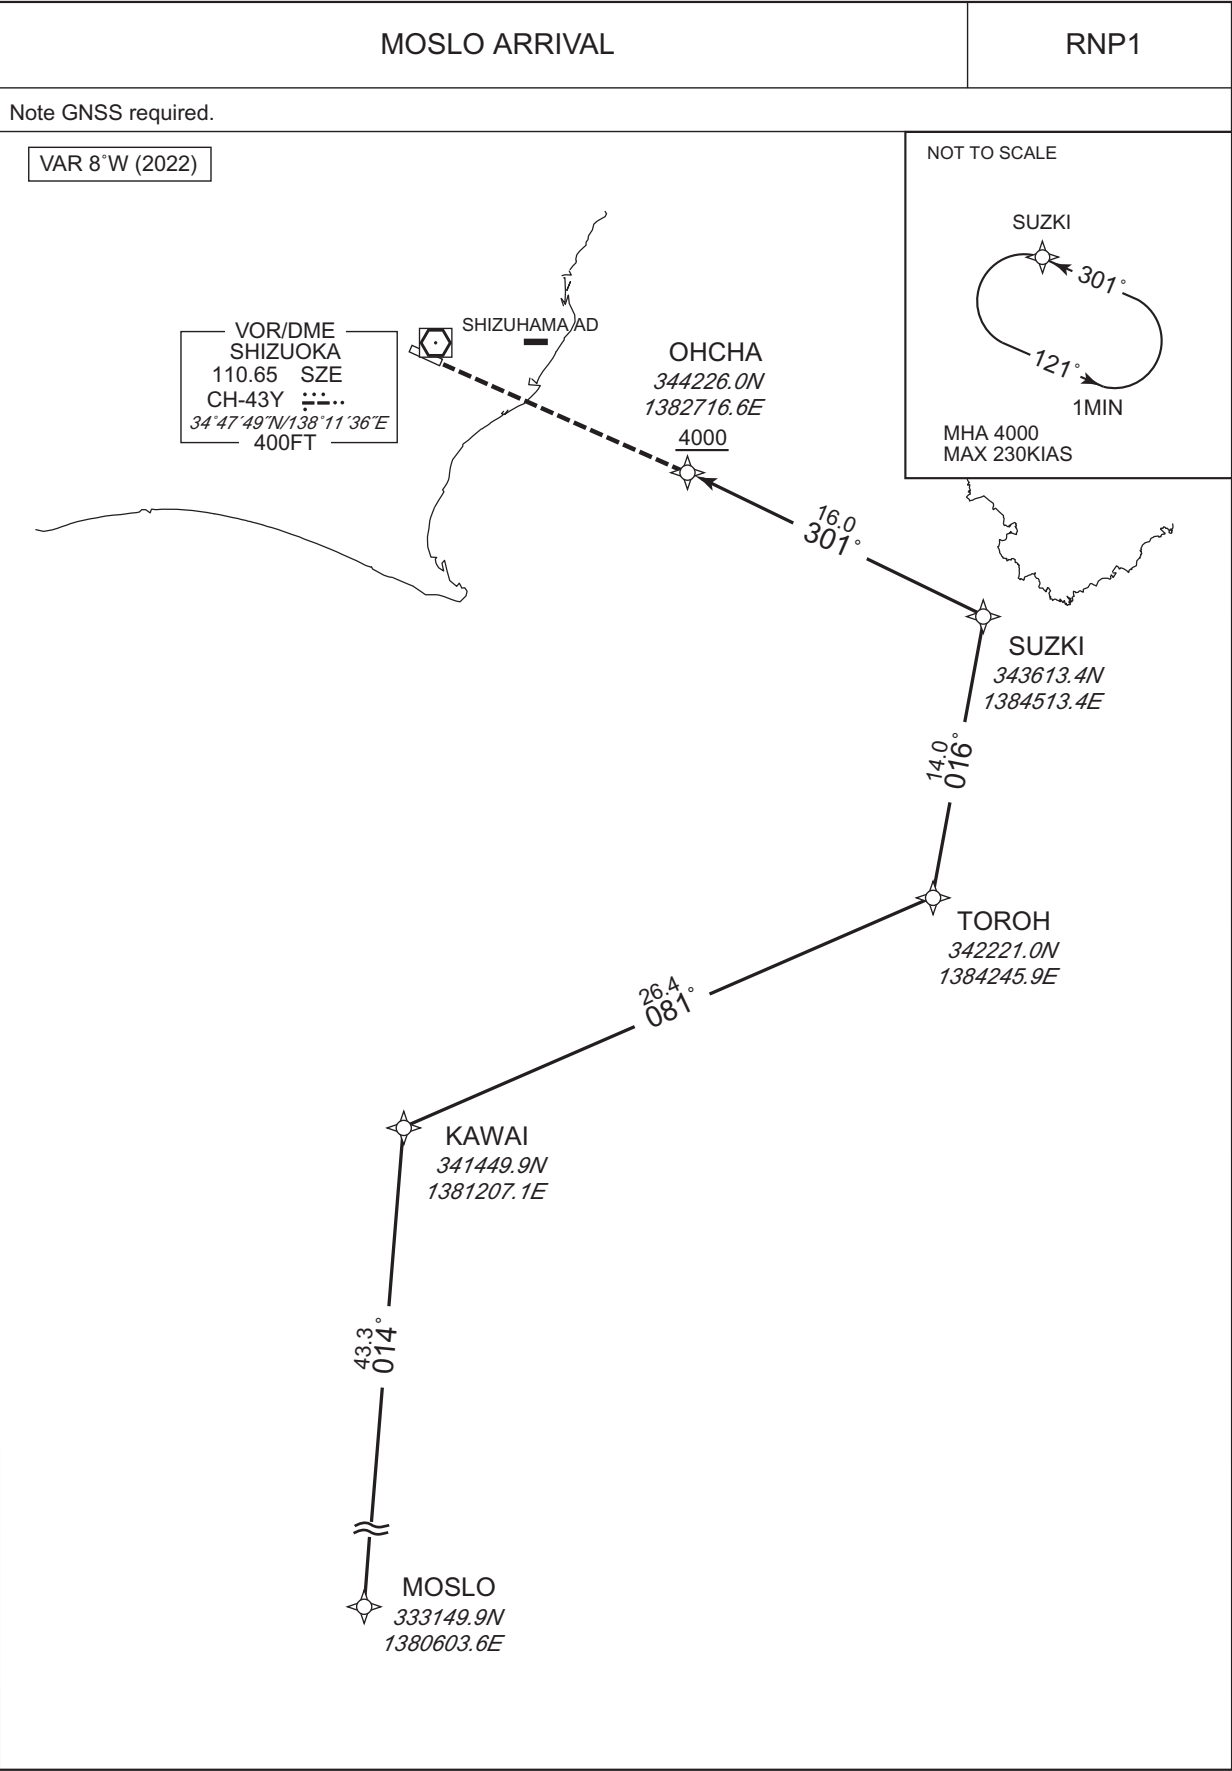 MOSLO ARRIVAL
RNP1
Note GNSS required.
VAR 8°W (2022)
NOT TO SCALE
SUZKI
301°
121°
1MIN
MHA 4000
MAX 230KIAS
VOR/DME
SHIZUOKA
110.65 SZE
CH-43Y
34°47′49″N/138°11′36″E
400FT
SHIZUHAMA AD
OHCHA
344226.0N
1382716.6E
4000
16.0
301°
SUZKI
343613.4N
1384513.4E
14.0
016°
TOROH
342221.0N
1384245.9E
26.4
081°
KAWAI
341449.9N
1381207.1E
43.3
014°
MOSLO
333149.9N
1380603.6E